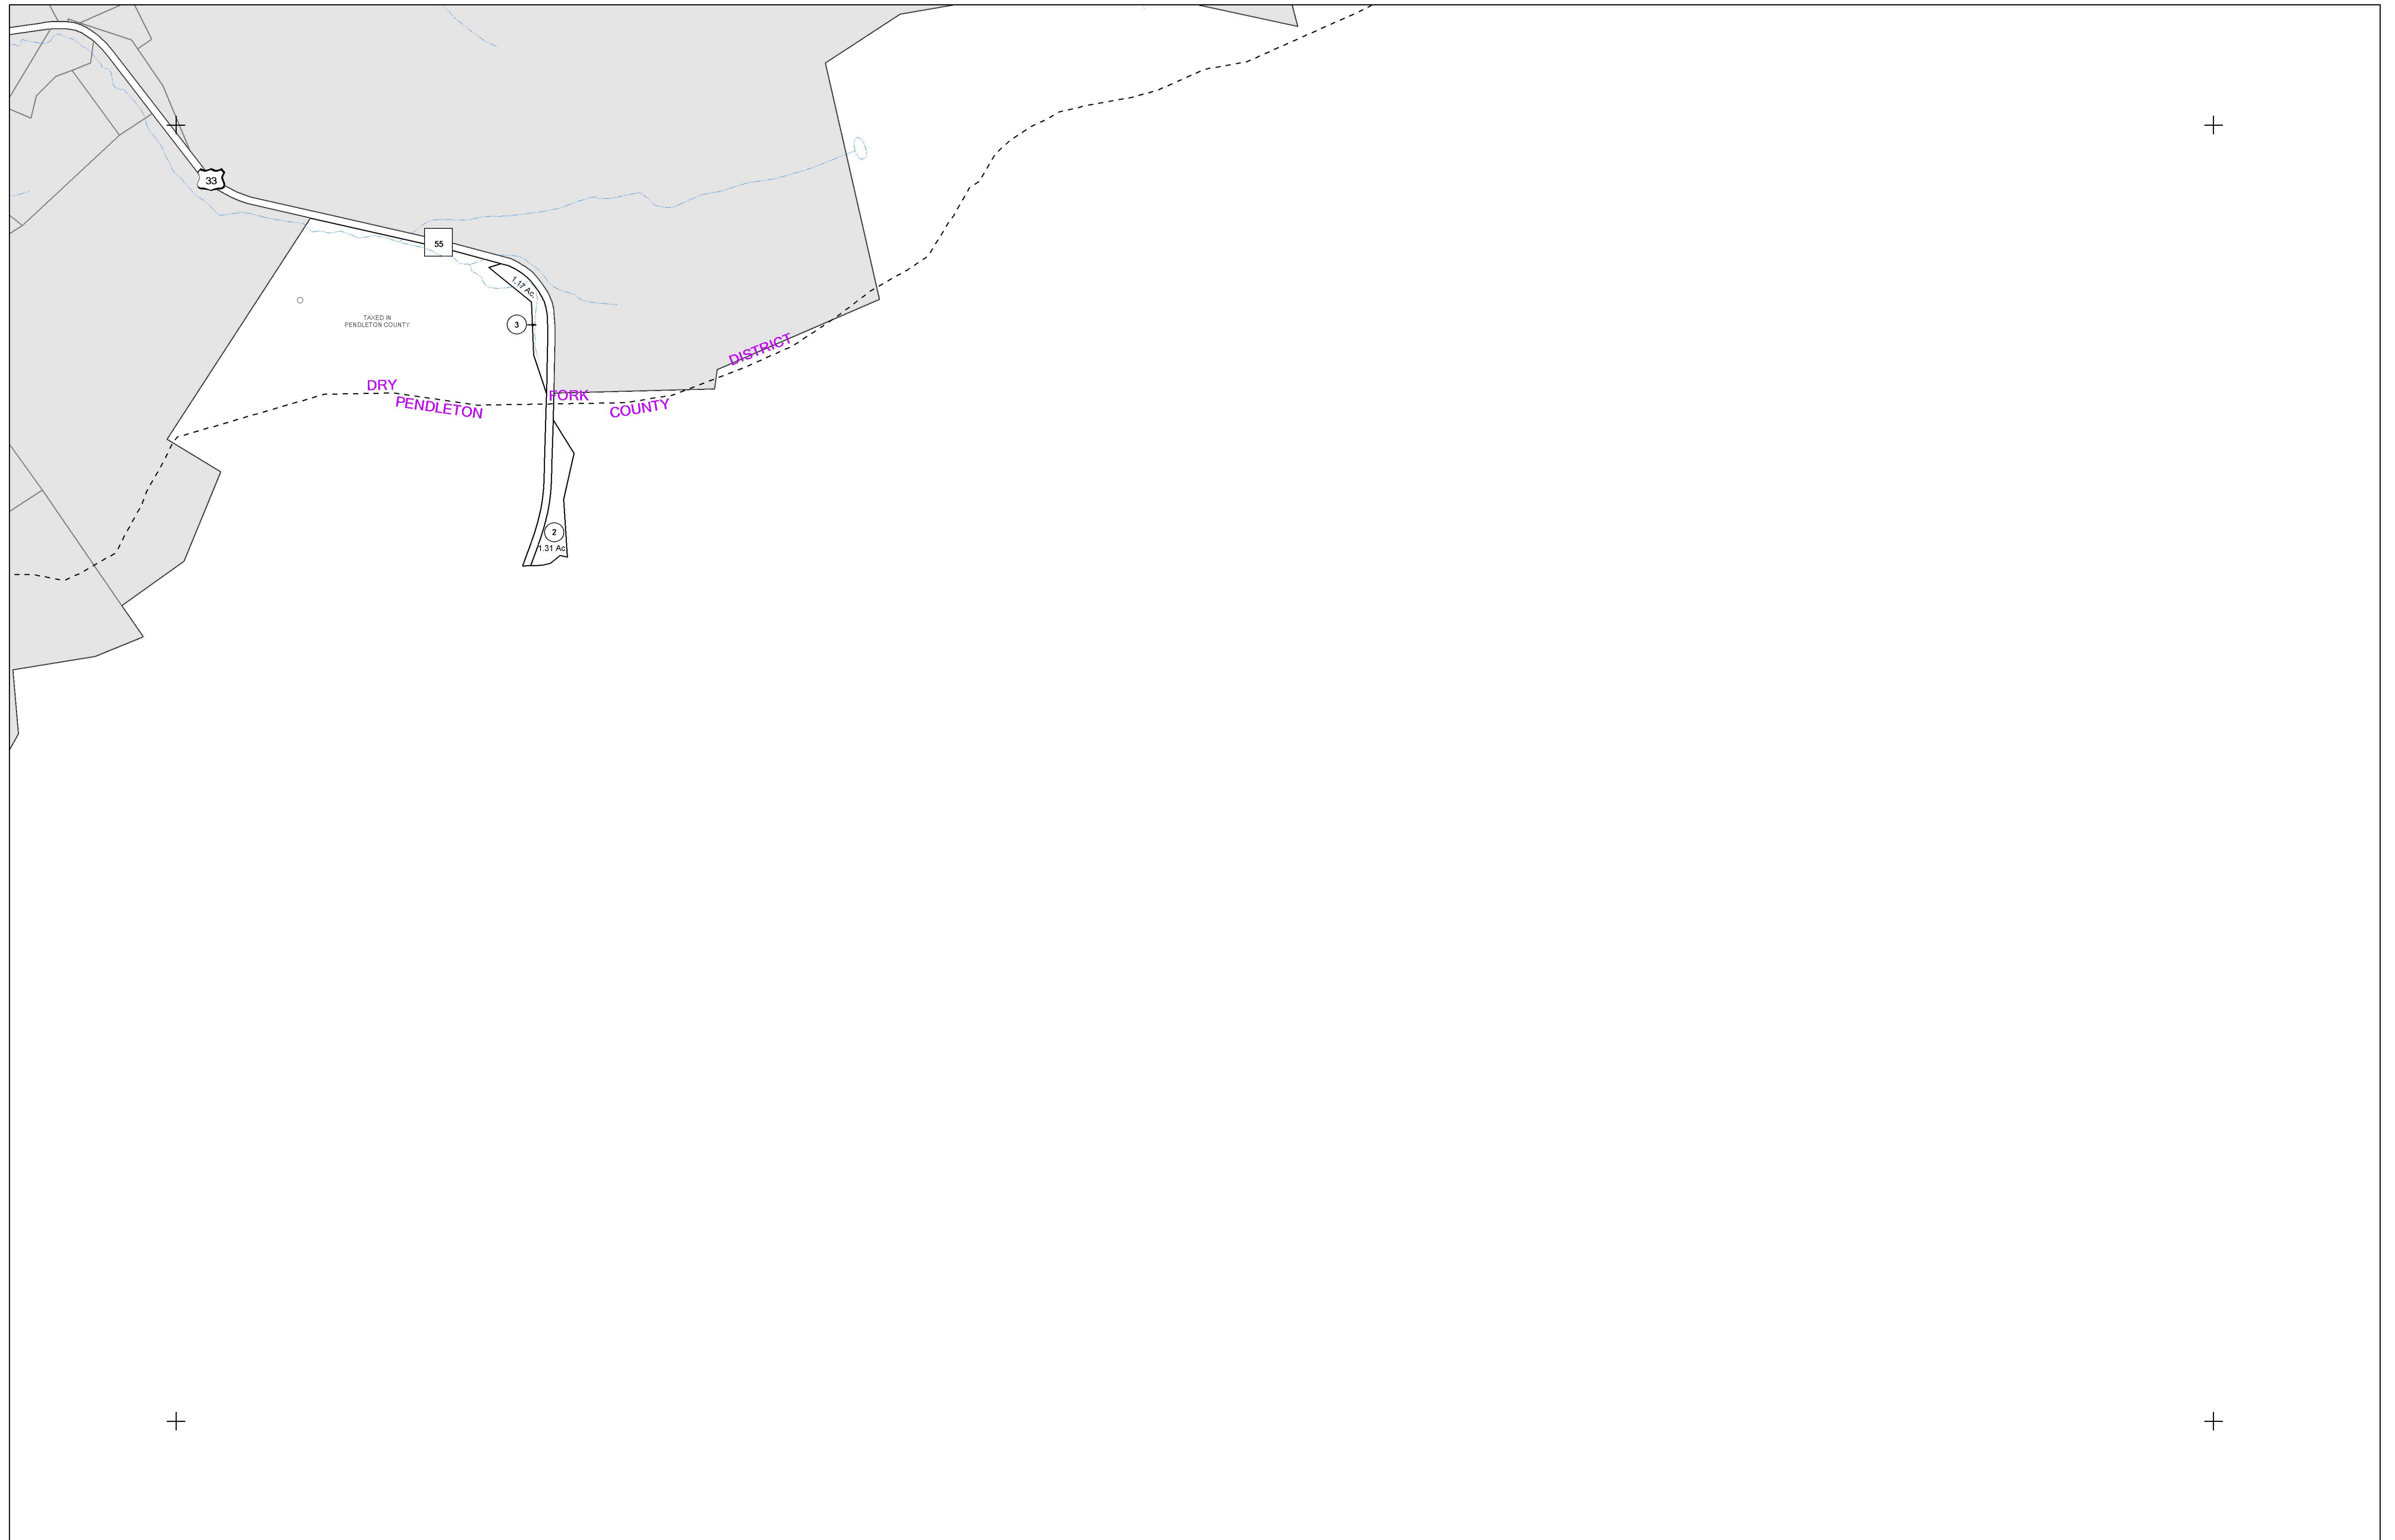 33
55
1.17 Ac.
TAXED IN
PENDLETON COUNTY
3
DISTRICT
DRY
FORK
PENDLETON
COUNTY
2
1.31 Ac.